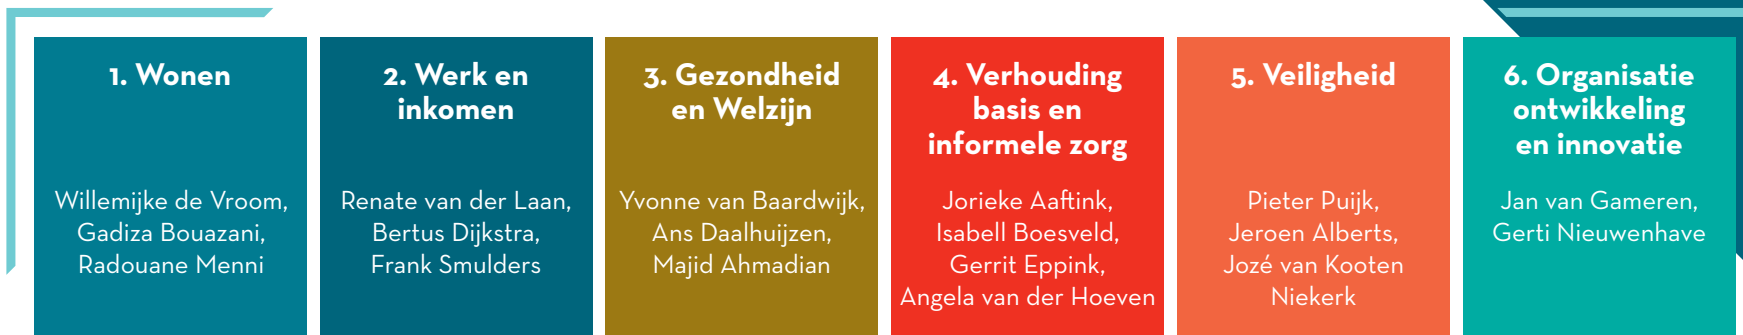 1. Wonen
Willemijke de Vroom,
Gadiza Bouazani,
Radouane Menni
2. Werk en
inkomen
Renate van der Laan,
Bertus Dijkstra,
Frank Smulders
3. Gezondheid
en Welzijn
Yvonne van Baardwijk,
Ans Daalhuijzen,
Majid Ahmadian
4. Verhouding
basis en
informele zorg
Jorieke Aaftink,
Isabell Boesveld,
Gerrit Eppink,
Angela van der Hoeven
5. Veiligheid
Pieter Puijk,
Jeroen Alberts,
Jozé van Kooten
Niekerk
6. Organisatie
ontwikkeling
en innovatie
Jan van Gameren,
Gerti Nieuwenhave